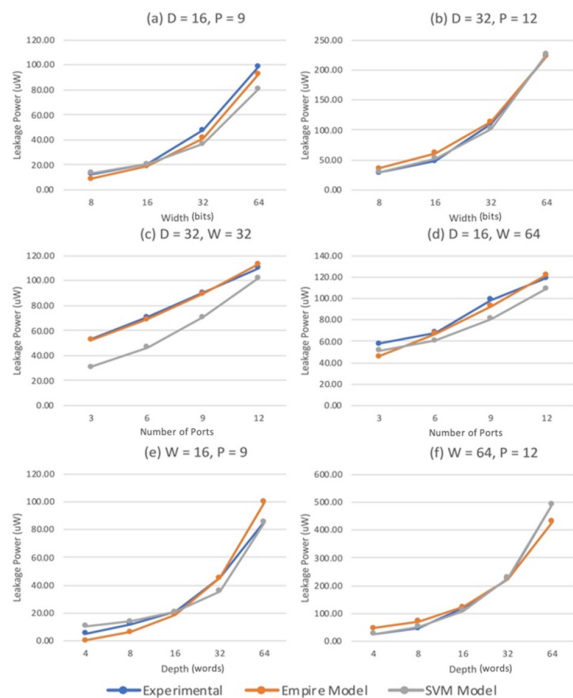 (a) D = 16, P = 9
Leakage Power (uW)
120.00
100.00
80.00
60.00
40.00
20.00
0.00
8 16 32 64
Width (bits)
(b) D = 32, P = 12
Leakage Power (uW)
250.00
200.00
150.00
100.00
50.00
0.00
8 16 32 64
Width (bits)
(c) D = 32, W = 32
Leakage Power (uW)
120.00
100.00
80.00
60.00
40.00
20.00
0.00
3 6 9 12
Number of Ports
(d) D = 16, W = 64
Leakage Power (uW)
140.00
120.00
100.00
80.00
60.00
40.00
20.00
0.00
3 6 9 12
Number of Ports
(e) W = 16, P = 9
Leakage Power (uW)
120.00
100.00
80.00
60.00
40.00
20.00
0.00
4 8 16 32 64
Depth (words)
(f) W = 64, P = 12
Leakage Power (uW)
600.00
500.00
400.00
300.00
200.00
100.00
0.00
4 8 16 32 64
Depth (words)
Experimental Empire Model SVM Model